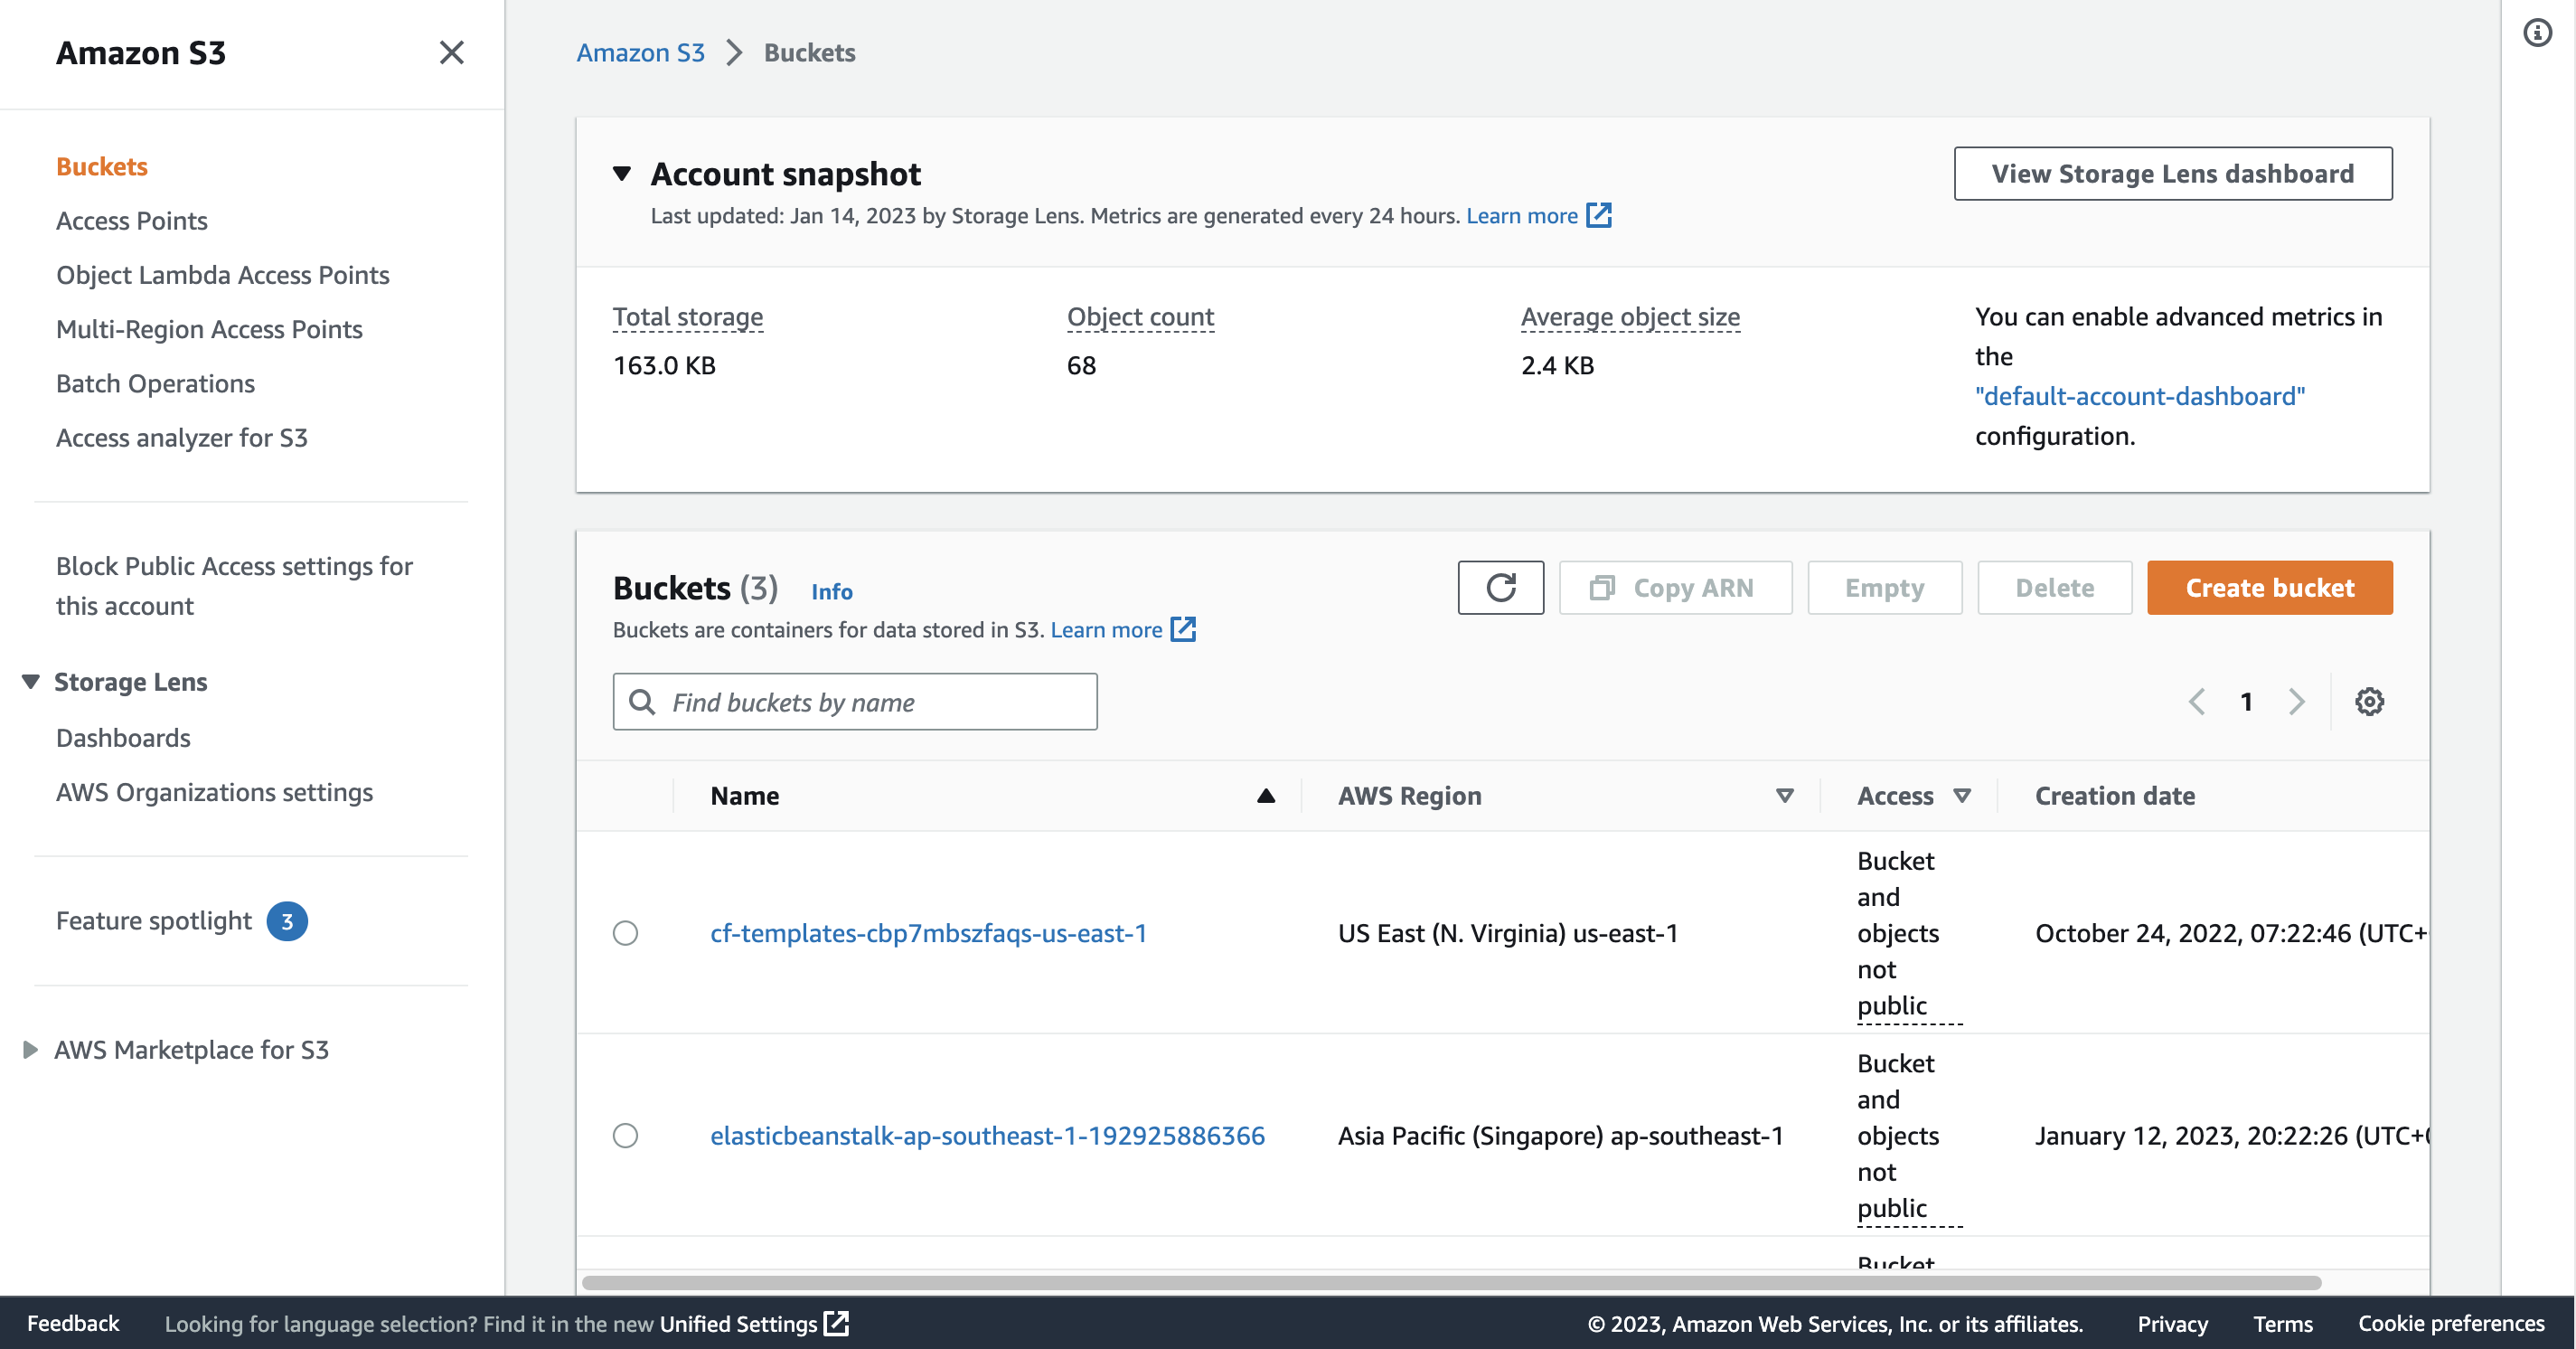 Amazon S3
Buckets
Access Points
Object Lambda Access Points
Multi-Region Access Points
Batch Operations
Access analyzer for S3
Block Public Access settings for
this account
Storage Lens
Dashboards
AWS Organizations settings
Feature spotlight 3
AWS Marketplace for S3
Amazon S3 > Buckets
Account snapshot
View Storage Lens dashboard
Last updated: Jan 14, 2023 by Storage Lens. Metrics are generated every 24 hours. Learn more
Total storage
163.0 KB
Object count
68
Average object size
2.4 KB
You can enable advanced metrics in
the
"default-account-dashboard"
configuration.
Buckets (3) Info
Copy ARN
Empty
Delete
Create bucket
Buckets are containers for data stored in S3. Learn more
Find buckets by name
1
Name AWS Region Access Creation date
cf-templates-cbp7mbszfaqs-us-east-1
US East (N. Virginia) us-east-1
Bucket
and
objects
not
public
October 24, 2022, 07:22:46 (UTC+
elasticbeanstalk-ap-southeast-1-192925886366
Asia Pacific (Singapore) ap-southeast-1
Bucket
and
objects
not
public
January 12, 2023, 20:22:26 (UTC+
Bucket
Feedback
Looking for language selection? Find it in the new Unified Settings
© 2023, Amazon Web Services, Inc. or its affiliates.
Privacy
Terms
Cookie preferences